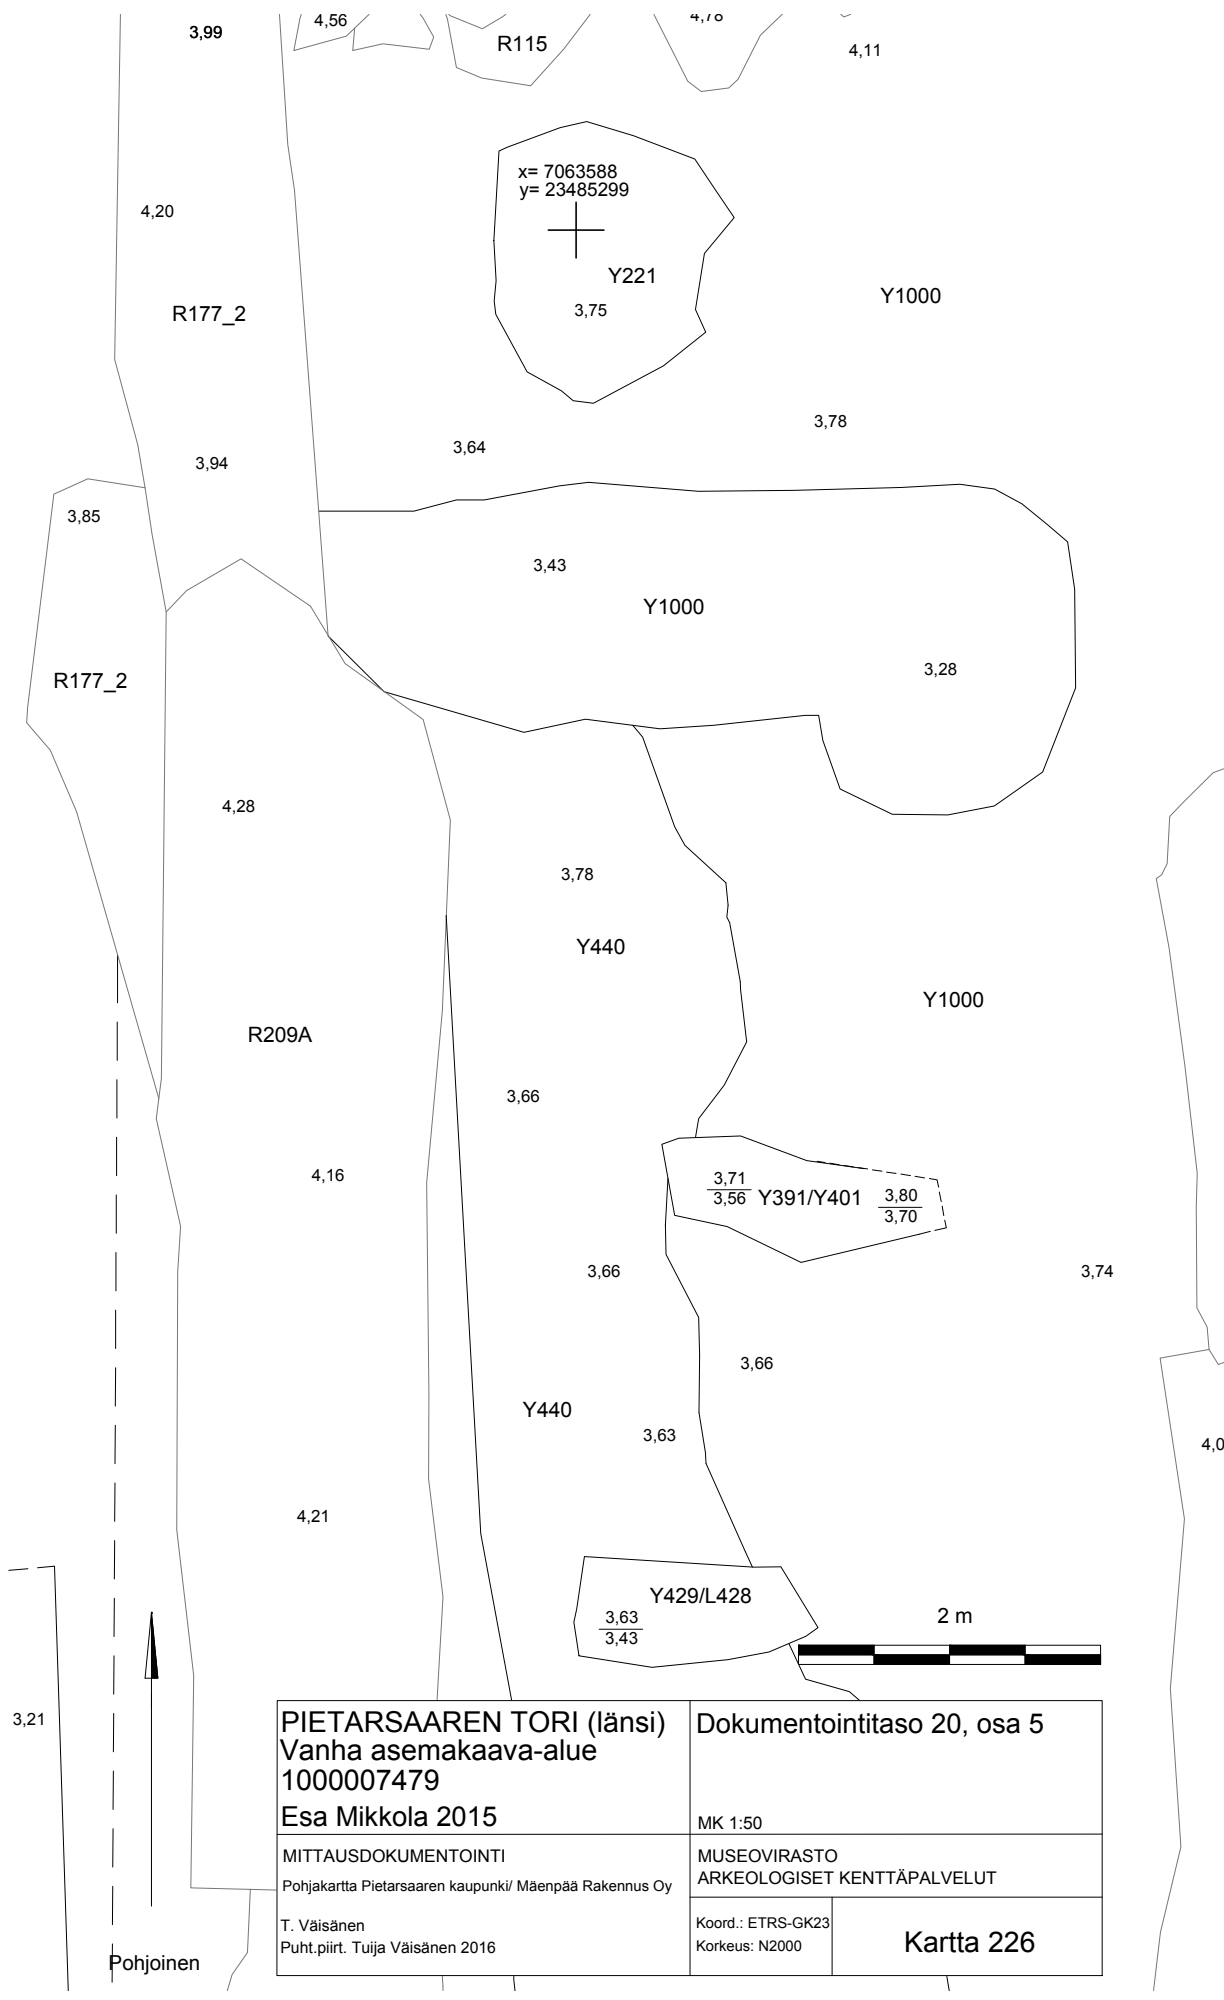 3,99
4,56
R115
4,78
4,11
x= 7063588
y= 23485299
4,20
Y221
Y1000
3,75
R177_2
3,78
3,64
3,94
3,85
3,43
Y1000
3,28
R177_2
4,28
3,78
Y440
Y1000
R209A
3,66
4,16
3,71
3,56
Y391/Y401
3,80
3,70
3,66
3,74
3,66
Y440
3,63
4,0
4,21
Y429/L428
3,63
3,43
2 m
3,21
PIETARSAAREN TORI (länsi)
Vanha asemakaava-alue
1000007479
Esa Mikkola 2015
Dokumentointitaso 20, osa 5
MK 1:50
MITTAUSDOKUMENTOINTI
Pohjakartta Pietarsaaren kaupunki/ Mäenpää Rakennus Oy
T. Väisänen
Puht.piirt. Tuija Väisänen 2016
MUSEOVIRASTO
ARKEOLOGISET KENTTÄPALVELUT
Koord.: ETRS-GK23
Korkeus: N2000
Kartta 226
Pohjoinen